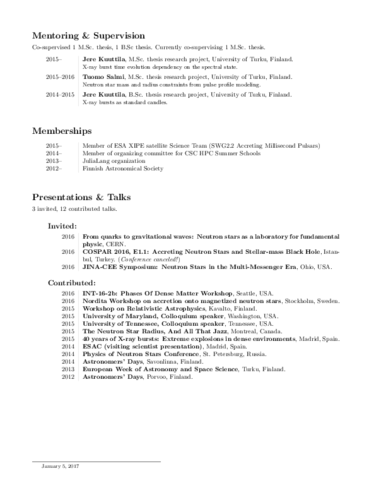 Mentoring & Supervision
Co-supervised 1 M.Sc. thesis, 1 B.Sc thesis. Currently co-supervising 1 M.Sc. thesis.
2015– Jere Kuuttila, M.Sc. thesis research project, University of Turku, Finland.
X-ray burst time evolution dependency on the spectral state.
2015–2016 Tuomo Salmi, M.Sc. thesis research project, University of Turku, Finland.
Neutron star mass and radius constraints from pulse profile modeling.
2014–2015 Jere Kuuttila, B.Sc. thesis research project, University of Turku, Finland.
X-ray bursts as standard candles.
Memberships
2015– Member of ESA XIPE satellite Science Team (SWG2.2 Accreting Millisecond Pulsars)
2014– Member of organizing committee for CSC HPC Summer Schools
2013– JuliaLang organization
2012– Finnish Astronomical Society
Presentations & Talks
3 invited, 12 contributed talks.
Invited:
2016 From quarks to gravitational waves: Neutron stars as a laboratory for fundamental
physic, CERN.
2016 COSPAR 2016, E1.1: Accreting Neutron Stars and Stellar-mass Black Hole, Istan-
bul, Turkey. (Conference canceled!)
2016 JINA-CEE Symposium: Neutron Stars in the Multi-Messenger Era, Ohio, USA.
Contributed:
2016 INT-16-2b: Phases Of Dense Matter Workshop, Seattle, USA.
2016 Nordita Workshop on accretion onto magnetized neutron stars, Stockholm, Sweden.
2015 Workshop on Relativistic Astrophysics, Kavalto, Finland.
2015 University of Maryland, Colloquium speaker, Washington, USA.
2015 University of Tennessee, Colloquium speaker, Tennessee, USA.
2015 The Neutron Star Radius, And All That Jazz, Montreal, Canada.
2015 40 years of X-ray bursts: Extreme explosions in dense environments, Madrid, Spain.
2014 ESAC (visiting scientist presentation), Madrid, Spain.
2014 Physics of Neutron Stars Conference, St. Petersburg, Russia.
2014 Astronomers' Days, Savonlinna, Finland.
2013 European Week of Astronomy and Space Science, Turku, Finland.
2012 Astronomers' Days, Porvoo, Finland.
January 5, 2017